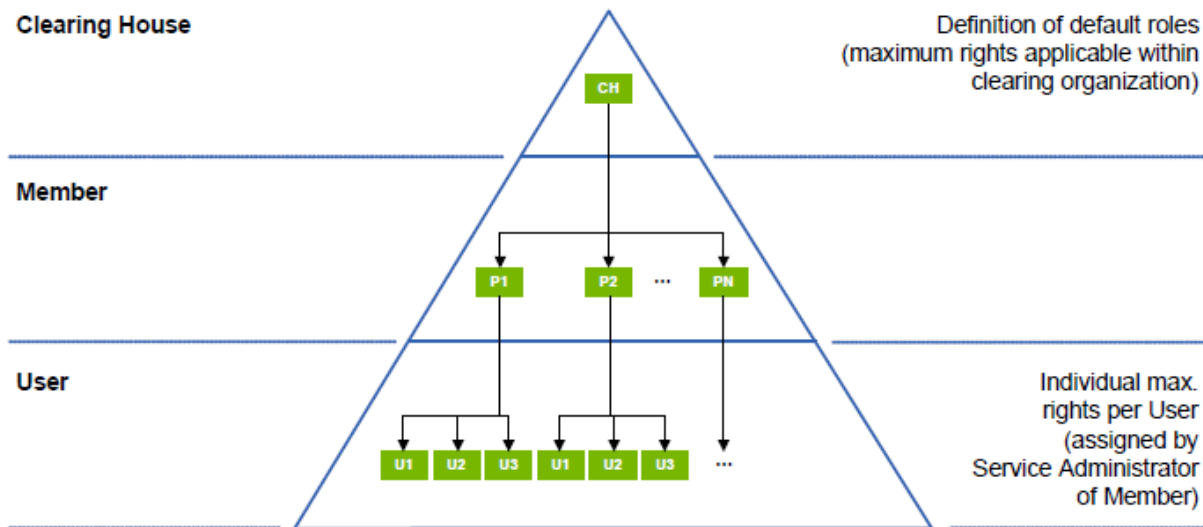 Clearing House
Definition of default roles
(maximum rights applicable within
clearing organization)
CH
Member
P1 P2 ... PN
User
Individual max.
rights per User
(assigned by
Service Administrator
of Member)
U1 U2 U3 U1 U2 U3 ...